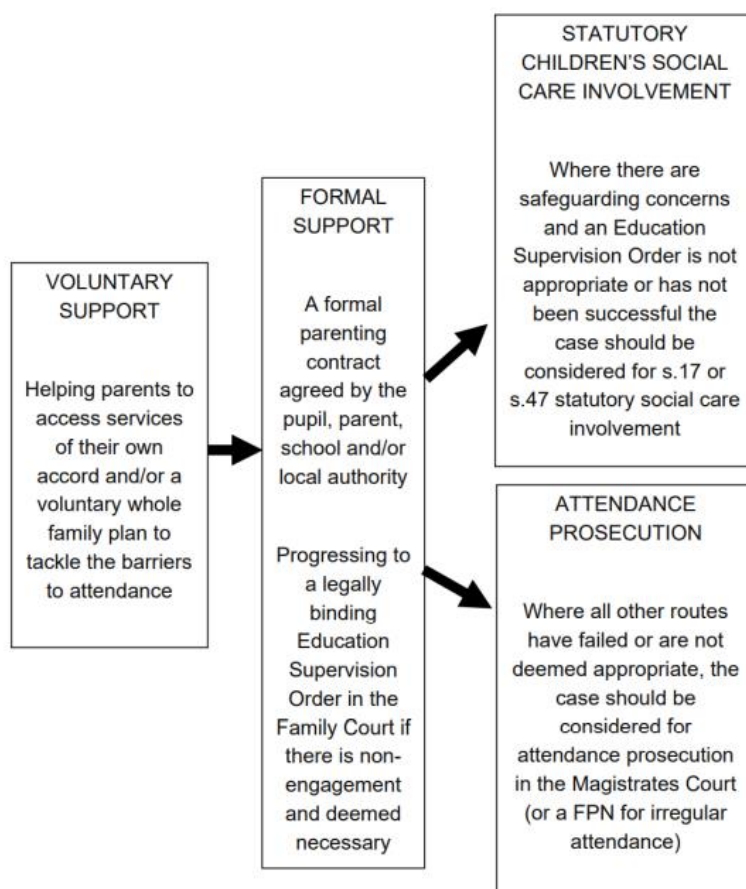 VOLUNTARY
SUPPORT
Helping parents to
access services
of their own
accord and/or a
voluntary whole
family plan to
tackle the barriers
to attendance
FORMAL
SUPPORT
A formal
parenting
contract
agreed by the
pupil, parent,
school and/or
local authority
Progressing to
a legally
binding
Education
Supervision
Order in the
Family Court if
there is non-
engagement
and deemed
necessary
STATUTORY
CHILDREN'S SOCIAL
CARE INVOLVEMENT
Where there are
safeguarding concerns
and an Education
Supervision Order is not
appropriate or has not
been successful the
case should be
considered for s.17 or
s.47 statutory social care
involvement
ATTENDANCE
PROSECUTION
Where all other routes
have failed or are not
deemed appropriate, the
case should be
considered for
attendance prosecution
in the Magistrates Court
(or a FPN for irregular
attendance)